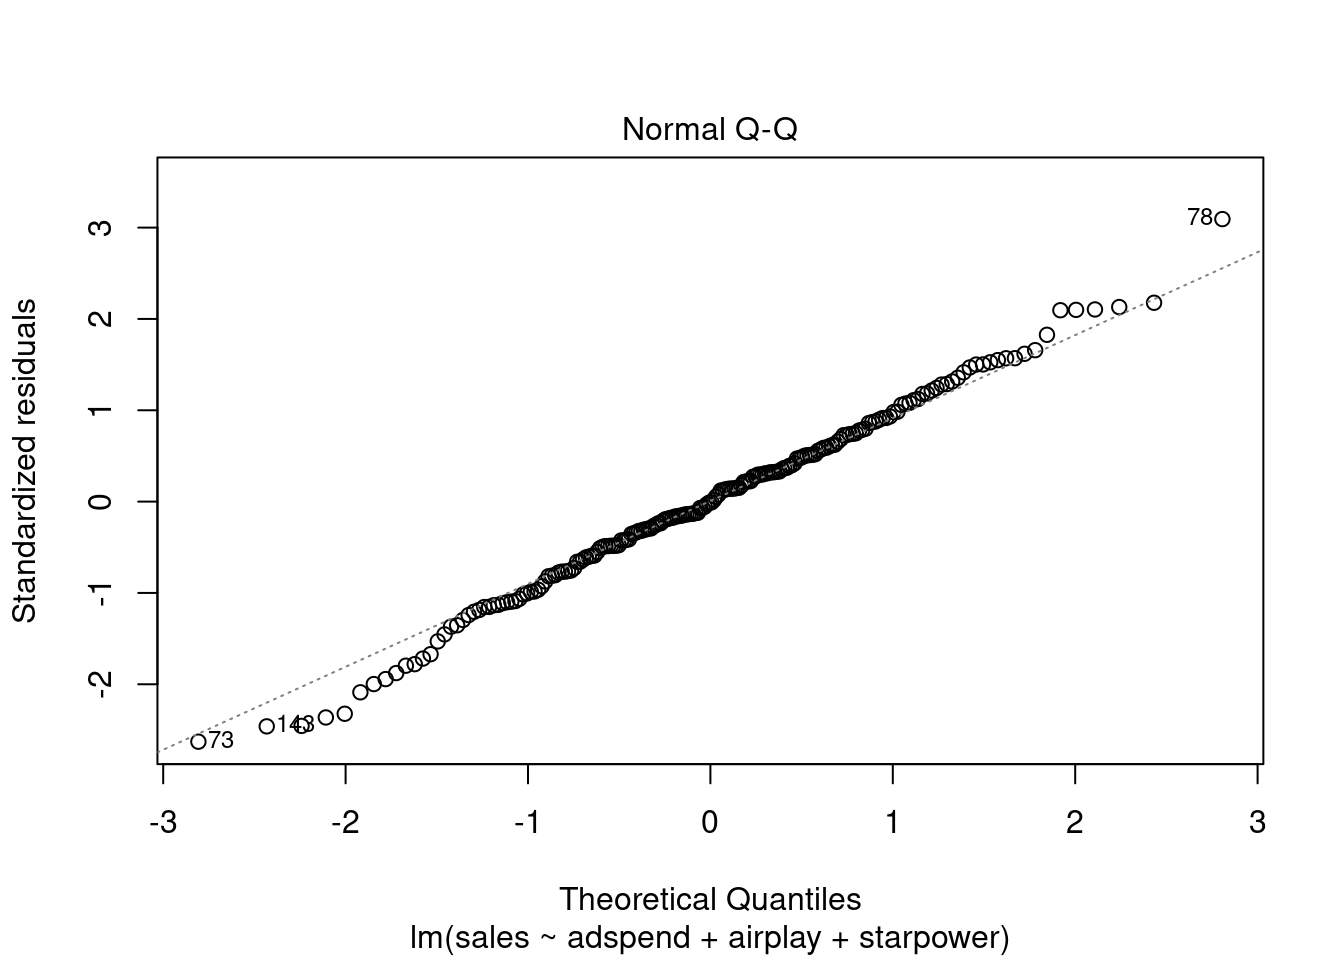 Normal Q-Q
Standardized residuals
3
2
1
0
-1
-2
78
143
73
-3 -2 -1 0 1 2 3
Theoretical Quantiles
lm(sales ~ adspend + airplay + starpower)